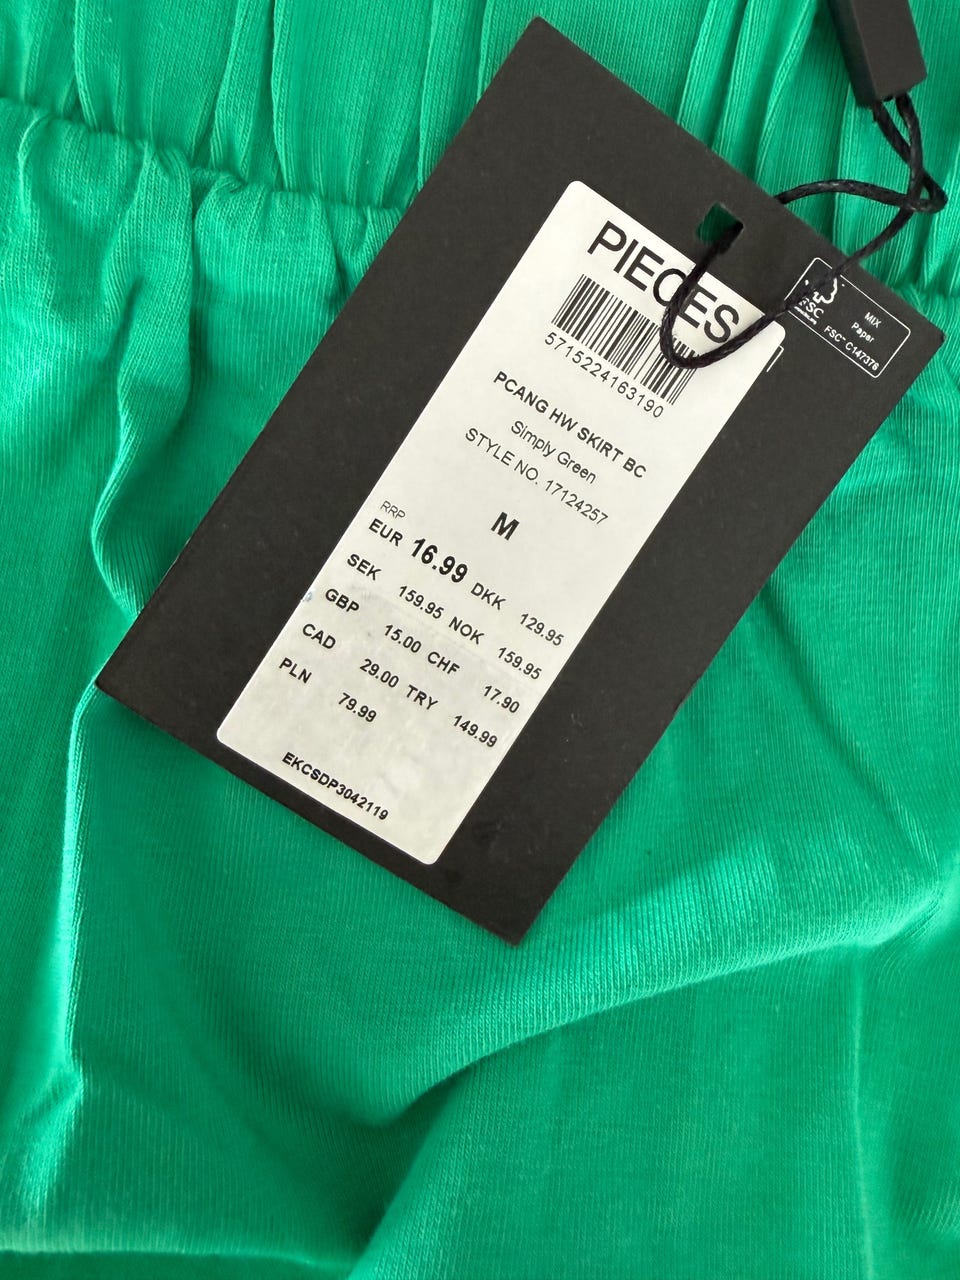 PIECES
5715224163190
PCANG HW SKIRT BC
Simply Green
STYLE NO. 17124257
M
RRP
EUR 16.99 DKK 129.95
SEK 159.95 NOK 159.95
GBP 15.00 CHF 17.90
CAD 29.00 TRY 149.99
PLN 79.99
EKCSDP3042119
FSC
MIX
Paper
FSC™ C147376